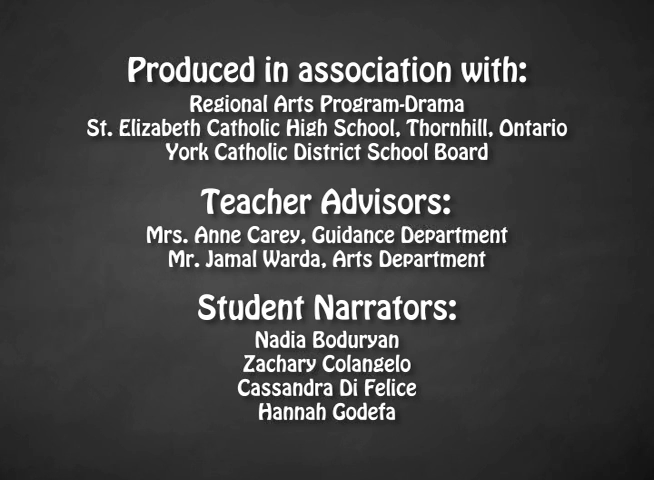 Produced in association with:
Regional Arts Program-Drama
St. Elizabeth Catholic High School, Thornhill, Ontario
York Catholic District School Board
Teacher Advisors:
Mrs. Anne Carey, Guidance Department
Mr. Jamal Warda, Arts Department
Student Narrators:
Nadia Boduryan
Zachary Colangelo
Cassandra Di Felice
Hannah Godefa